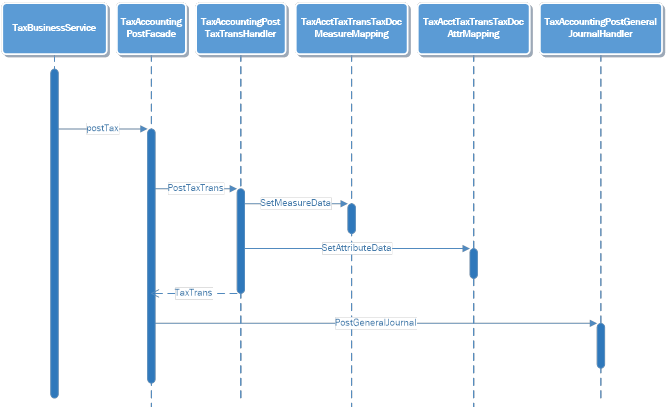 TaxBusinessService
TaxAccounting
PostFacade
TaxAccountingPost
TaxTransHandler
TaxAcctTaxTransTaxDoc
MeasureMapping
TaxAcctTaxTransTaxDoc
AttrMapping
TaxAccountingPostGeneral
JournalHandler
postTax
PostTaxTrans
SetMeasureData
SetAttributeData
TaxTrans
PostGeneralJournal